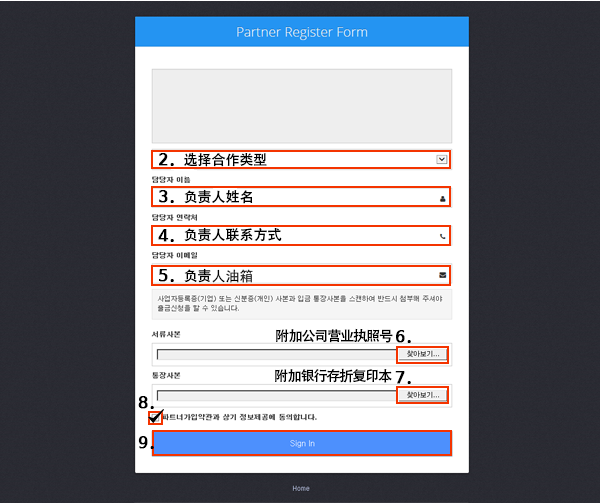 Partner Register Form
2. 选择合作类型
담당자 이름
3. 负责人姓名
담당자 연락처
4. 负责人联系方式
담당자 이메일
5. 负责人油箱
사업자등록증(기업) 또는 신분증(개인) 사본과 입금 통장사본을 스캔하여 반드시 첨부해 주셔야
출금신청을 할 수 있습니다.
서류사본
附加公司营业执照号 6.
찾아보기...
통장사본
附加银行存折复印本 7.
찾아보기...
8.
파트너가입약관과 상기 정보제공에 동의합니다.
9.
Sign In
Home